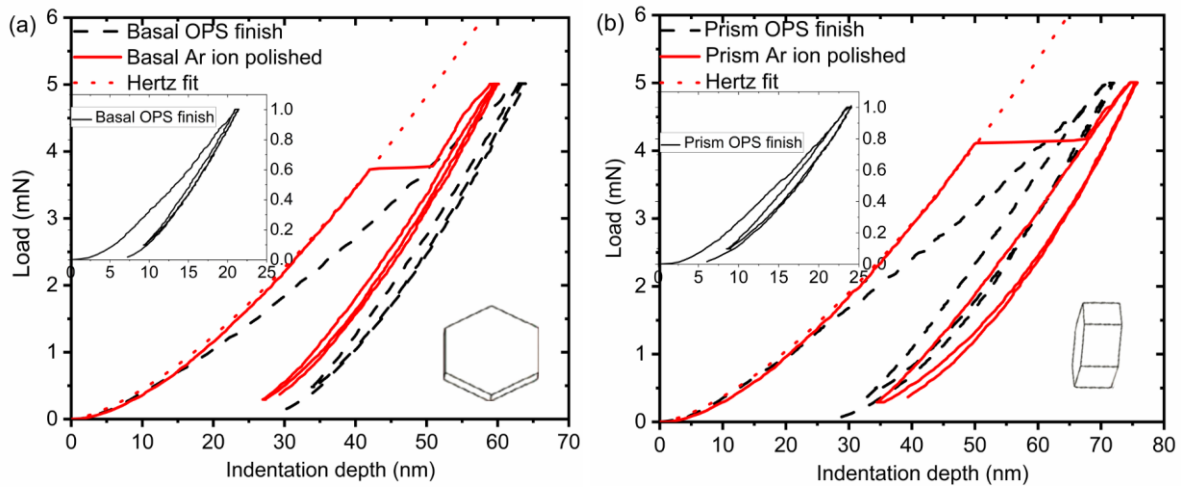 (a)
Basal OPS finish
Basal Ar ion polished
Hertz fit
Basal OPS finish
1.0
0.8
0.6
0.4
0.2
0.0
0 5 10 15 20 25
6
5
4
3
2
1
0
Load (mN)
0 10 20 30 40 50 60 70
Indentation depth (nm)
(b)
Prism OPS finish
Prism Ar ion polished
Hertz fit
Prism OPS finish
1.0
0.8
0.6
0.4
0.2
0.0
0 5 10 15 20 25
6
5
4
3
2
1
0
Load (mN)
0 10 20 30 40 50 60 70 80
Indentation depth (nm)